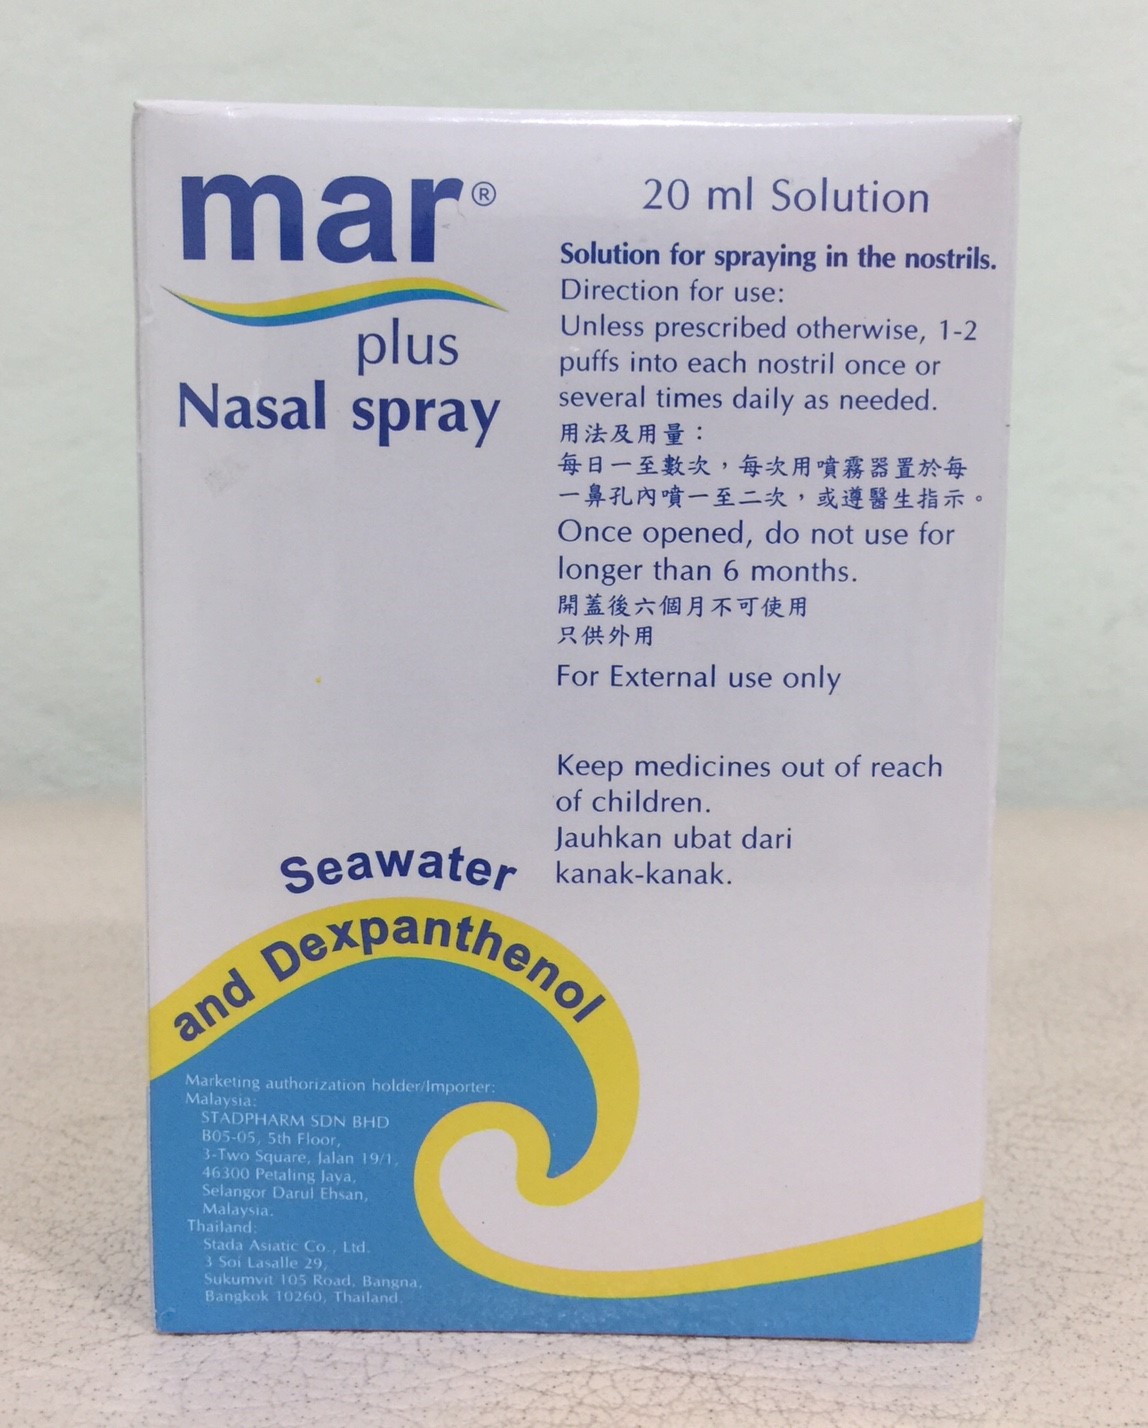 mar®
plus
Nasal spray
20 ml Solution
Solution for spraying in the nostrils.
Direction for use:
Unless prescribed otherwise, 1-2
puffs into each nostril once or
several times daily as needed.
用法及用量：
每日一至數次，每次用噴霧器置於每
一鼻孔內噴一至二次，或遵醫生指示。
Once opened, do not use for
longer than 6 months.
開蓋後六個月不可使用
只供外用
For External use only
Keep medicines out of reach
of children.
Jauhkan ubat dari
kanak-kanak.
Seawater
and Dexpanthenol
Marketing authorization holder/Importer:
Malaysia:
STADPHARM SDN BHD
B05-05, 5th Floor,
3-Two Square, Jalan 19/1,
46300 Petaling Jaya,
Selangor Darul Ehsan,
Malaysia.
Thailand:
Stada Asiatic Co., Ltd.
3 Soi Lasalle 29,
Sukumvit 105 Road, Bangna,
Bangkok 10260, Thailand.